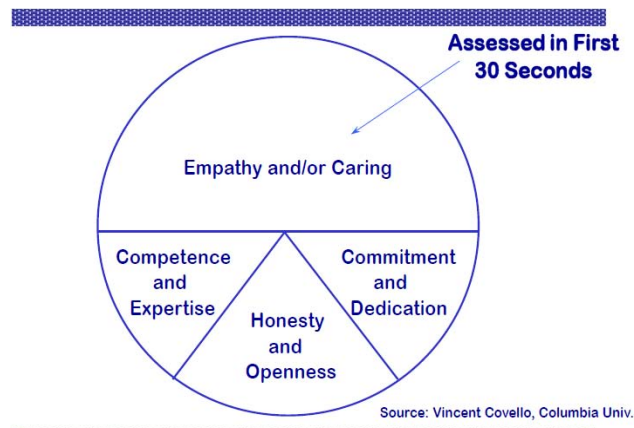 Assessed in First
30 Seconds
Empathy and/or Caring
Competence
and
Expertise
Honesty
and
Openness
Commitment
and
Dedication
Source: Vincent Covello, Columbia Univ.